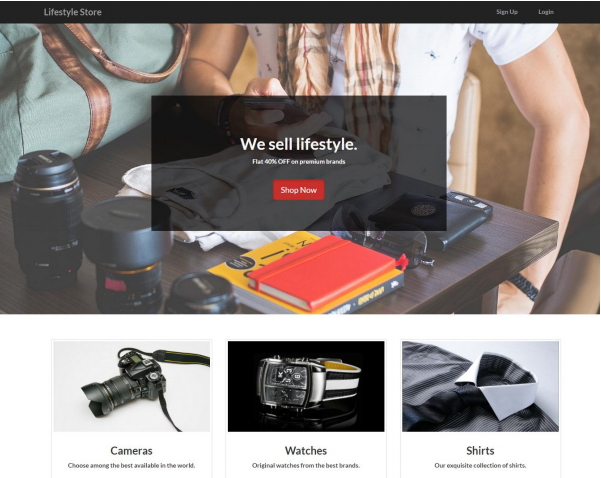 Lifestyle Store
Sign Up
Login
We sell lifestyle.
Flat 40% OFF on premium brands
Shop Now
Cameras
Watches
Shirts
Choose among the best available in the world.
Original watches from the best brands.
Our exquisite collection of shirts.